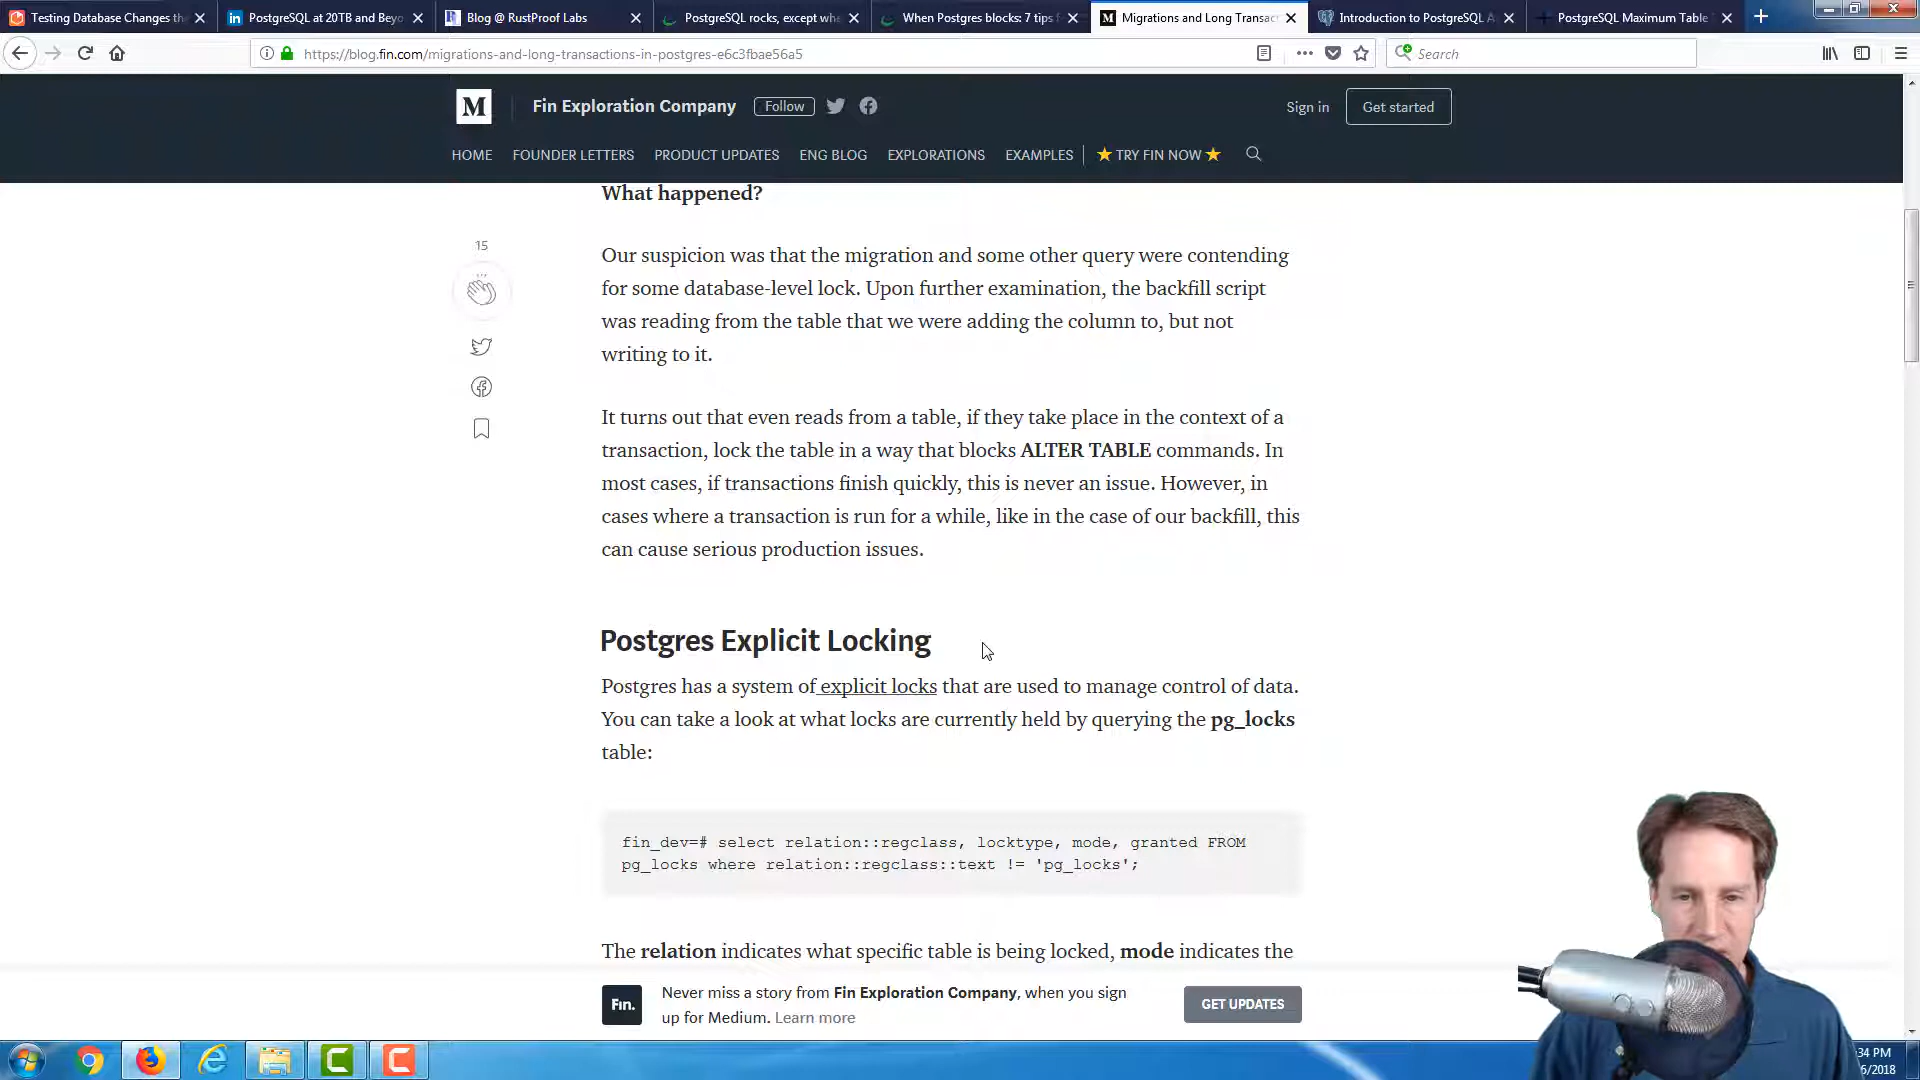 Testing Database Changes th
PostgreSQL at 20TB and Beyo
Blog @ RustProof Labs
PostgreSQL rocks, except whe
When Postgres blocks: 7 tips f
Migrations and Long Transac
Introduction to PostgreSQL A
PostgreSQL Maximum Table
https://blog.fin.com/migrations-and-long-transactions-in-postgres-e6c3fbae56a5
Search
M
Fin Exploration Company
Follow
Sign in
Get started
HOME
FOUNDER LETTERS
PRODUCT UPDATES
ENG BLOG
EXPLORATIONS
EXAMPLES
TRY FIN NOW
What happened?
15
Our suspicion was that the migration and some other query were contending
for some database-level lock. Upon further examination, the backfill script
was reading from the table that we were adding the column to, but not
writing to it.
It turns out that even reads from a table, if they take place in the context of a
transaction, lock the table in a way that blocks ALTER TABLE commands. In
most cases, if transactions finish quickly, this is never an issue. However, in
cases where a transaction is run for a while, like in the case of our backfill, this
can cause serious production issues.
Postgres Explicit Locking
Postgres has a system of explicit locks that are used to manage control of data.
You can take a look at what locks are currently held by querying the pg_locks
table:
fin_dev=# select relation::regclass, locktype, mode, granted FROM
pg_locks where relation::regclass::text != 'pg_locks';
The relation indicates what specific table is being locked, mode indicates the
Fin.
Never miss a story from Fin Exploration Company, when you sign
up for Medium. Learn more
GET UPDATES
34 PM
6/2018